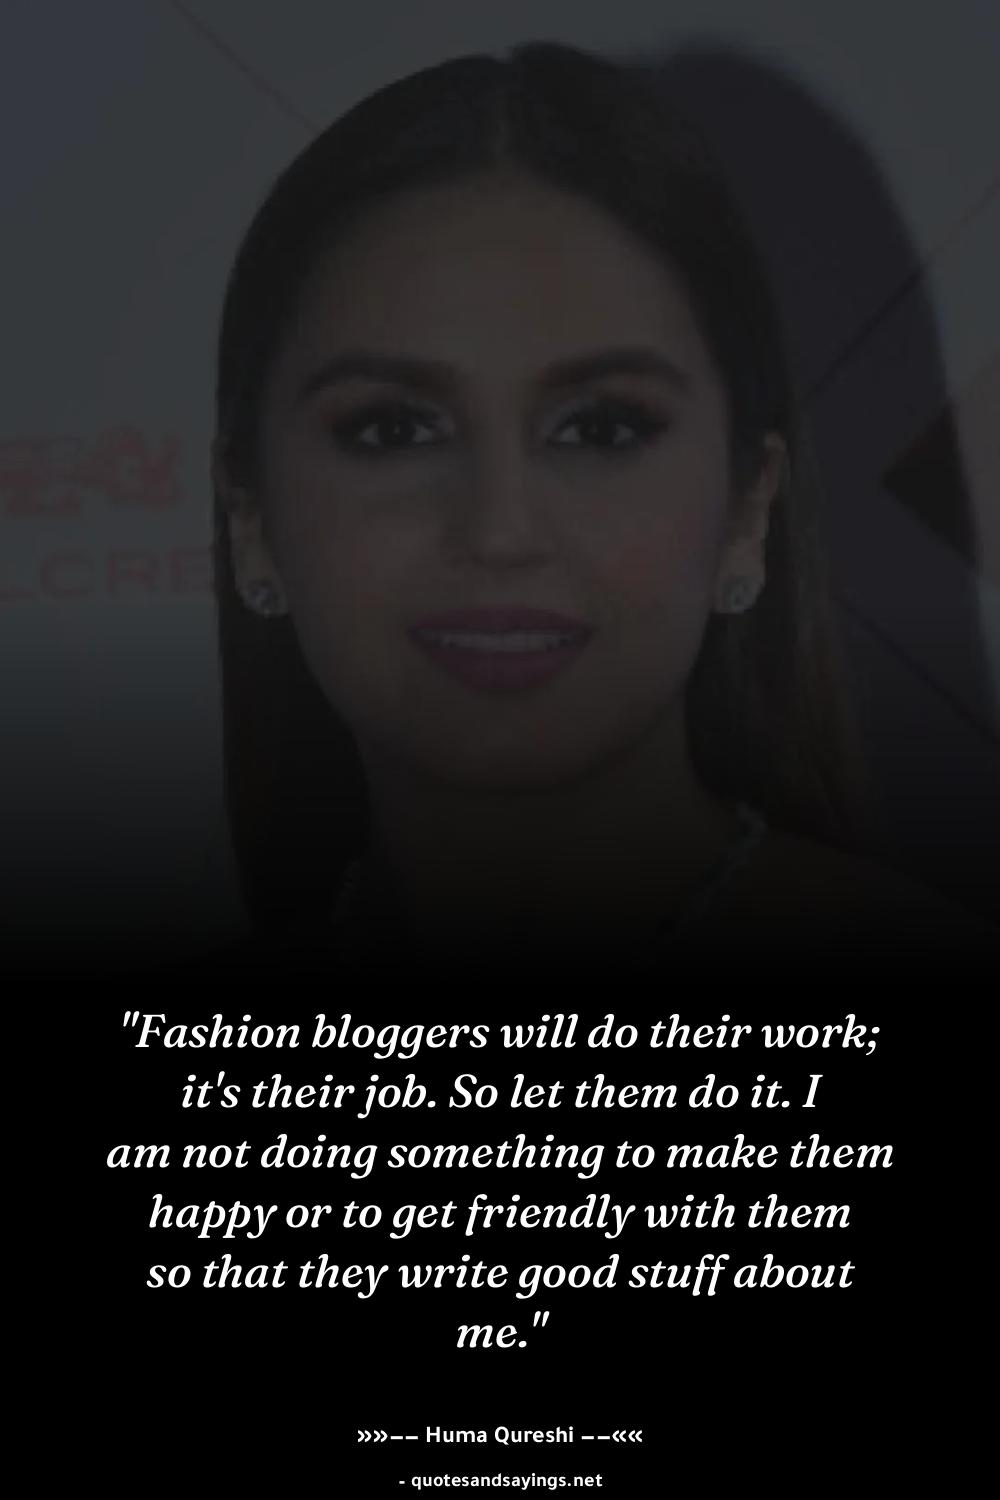 LCRE
"Fashion bloggers will do their work;
it's their job. So let them do it. I
am not doing something to make them
happy or to get friendly with them
so that they write good stuff about
me."
»»−− Huma Qureshi −−««
- quotesandsayings.net